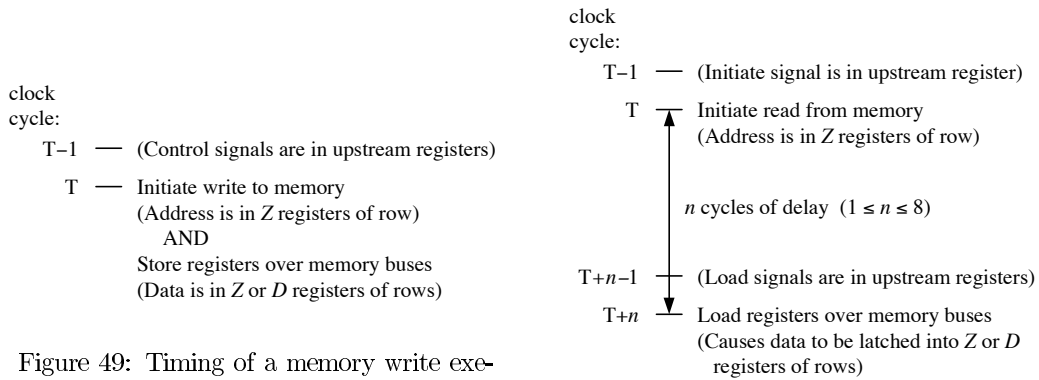 clock
cycle:
T−1 (Control signals are in upstream registers)
T Initiate write to memory
(Address is in Z registers of row)
AND
Store registers over memory buses
(Data is in Z or D registers of rows)
Figure 49: Timing of a memory write exe-
clock
cycle:
T−1 (Initiate signal is in upstream register)
T Initiate read from memory
(Address is in Z registers of row)
n cycles of delay (1 ≤ n ≤ 8)
T+n−1 (Load signals are in upstream registers)
T+n Load registers over memory buses
(Causes data to be latched into Z or D
registers of rows)